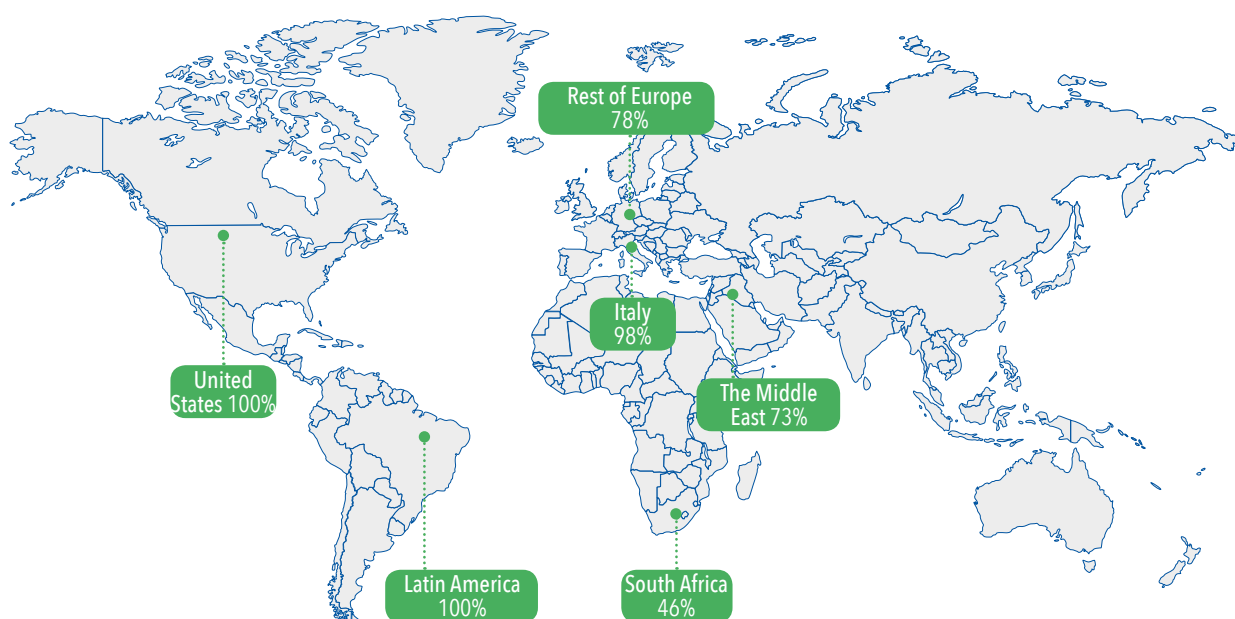 Rest of Europe
78%
Italy
98%
United
States 100%
The Middle
East 73%
Latin America
100%
South Africa
46%